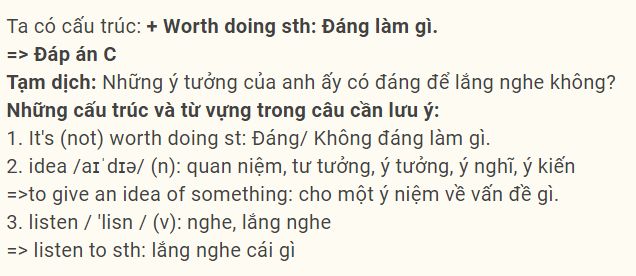 Ta có cấu trúc: + Worth doing sth: Đáng làm gì.
=> Đáp án C
Tạm dịch: Những ý tưởng của anh ấy có đáng để lắng nghe không?
Những cấu trúc và từ vựng trong câu cần lưu ý:
1. It's (not) worth doing st: Đáng/ Không đáng làm gì.
2. idea /aɪˈdɪə/ (n): quan niệm, tư tưởng, ý tưởng, ý nghĩ, ý kiến
=>to give an idea of something: cho một ý niệm về vấn đề gì.
3. listen / 'lisn / (v): nghe, lắng nghe
=> listen to sth: lắng nghe cái gì